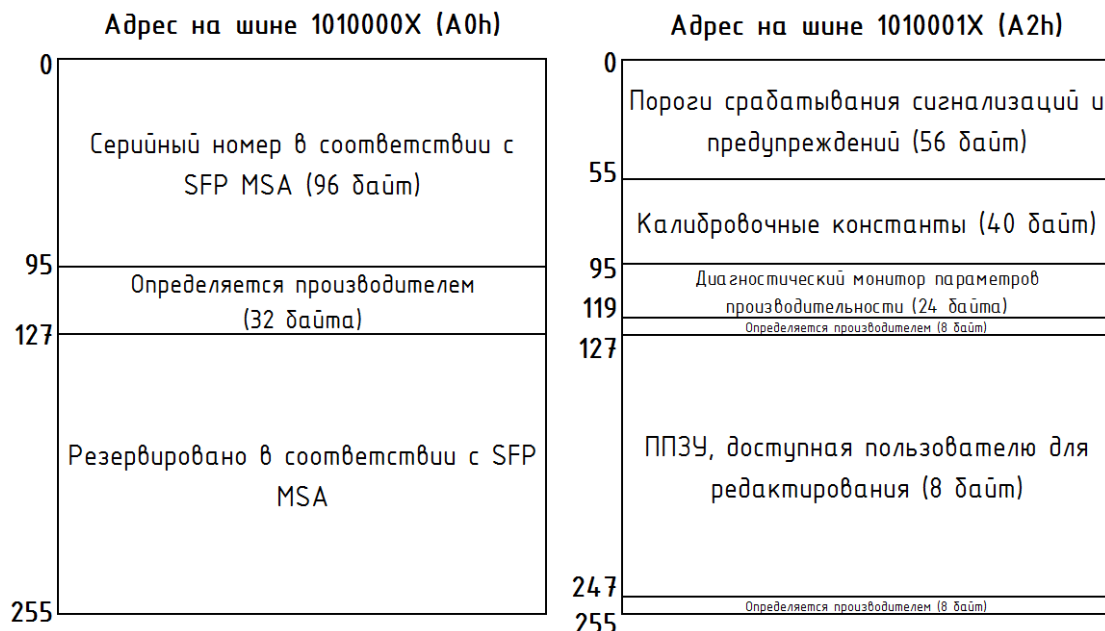 Адрес на шине 1010000X (A0h)
0
Серийный номер в соответствии с
SFP MSA (96 байт)
95
Определяется производителем
(32 байта)
127
Резервировано в соответствии с SFP
MSA
255
Адрес на шине 1010001X (A2h)
0
Пороги срабатывания сигнализаций и
предупреждений (56 байт)
55
Калибровочные константы (40 байт)
95
Диагностический монитор параметров
производительности (24 байта)
119
Определяется производителем (8 байт)
127
ППЗУ, доступная пользователю для
редактирования (8 байт)
247
Определяется производителем (8 байт)
255